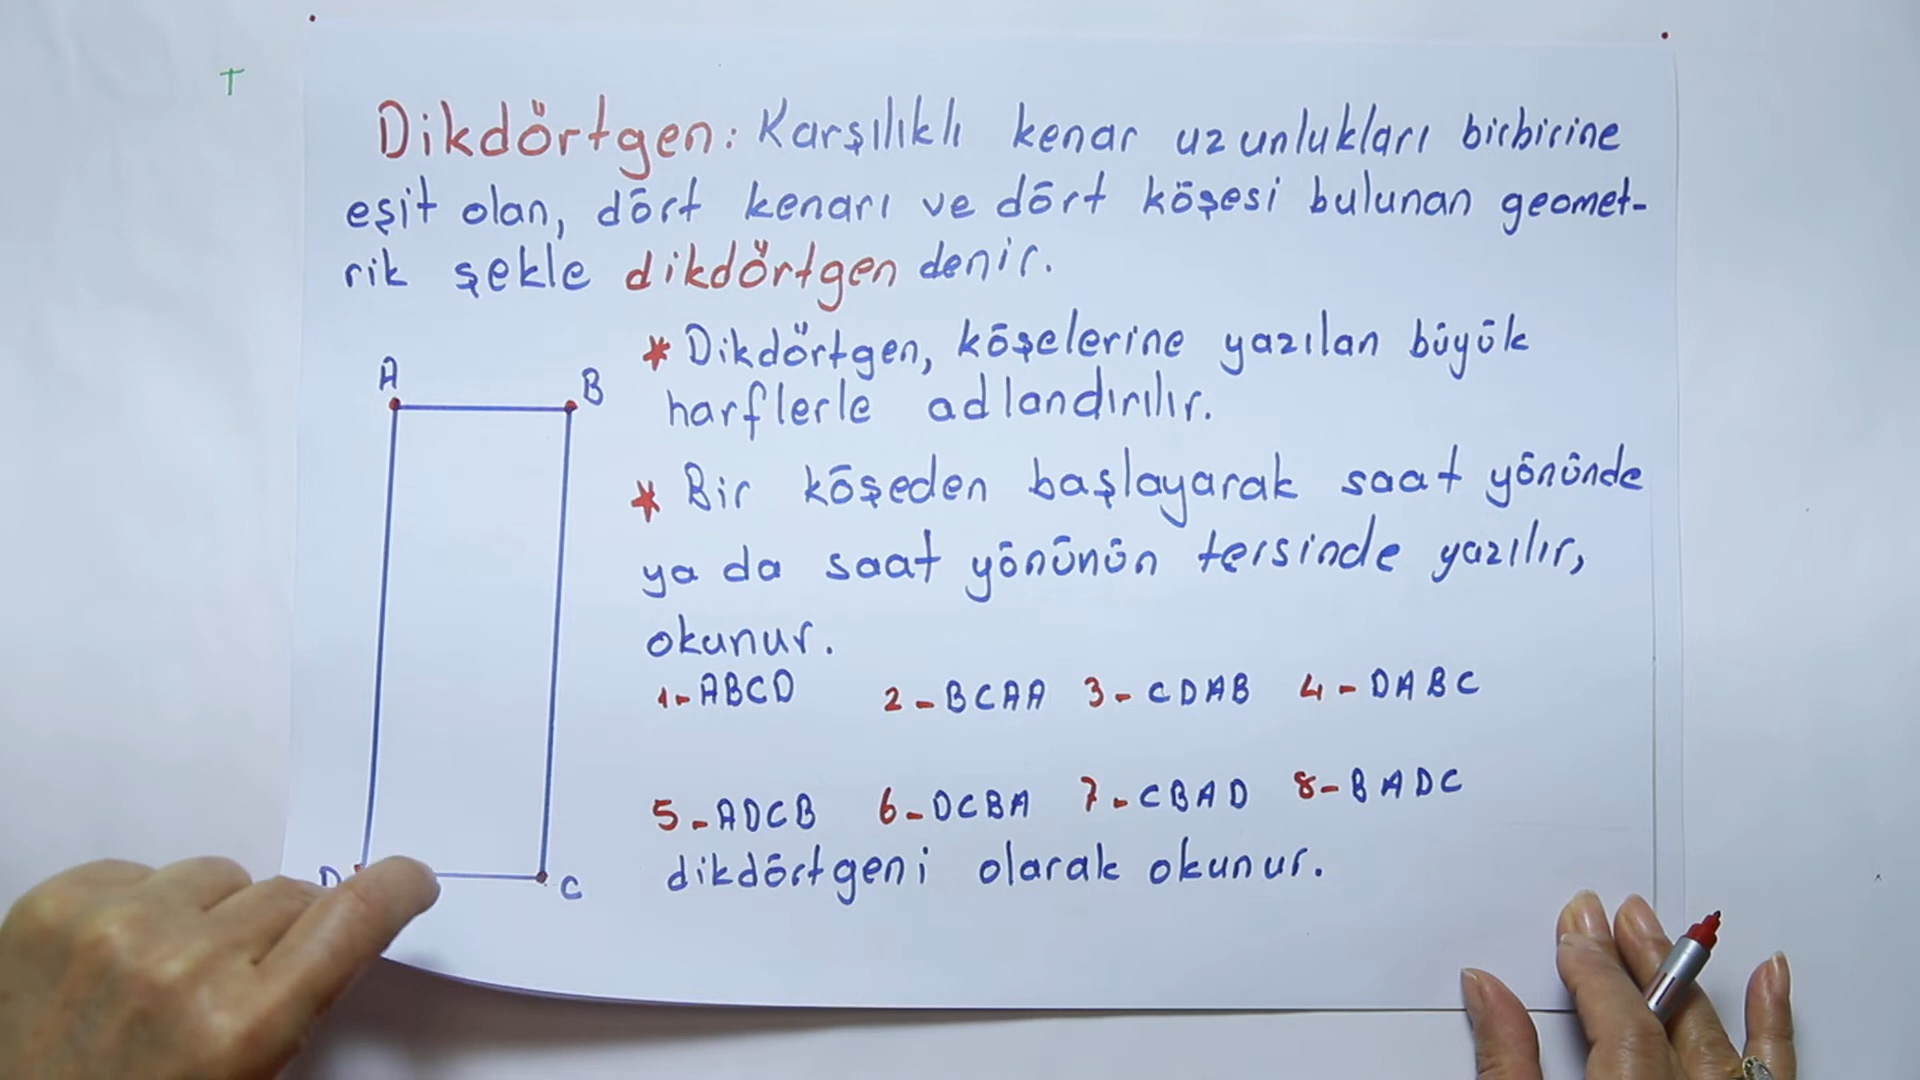 T
Dikdörtgen: Karşılıklı kenar uzunlukları birbirine
eşit olan, dört kenarı ve dört köşesi bulunan geomet-
rik şekle dikdörtgen denir.
* Dikdörtgen, köşelerine yazılan büyük
harflerle adlandırılır.
* Bir köşeden başlayarak saat yönünde
ya da saat yönünün tersinde yazılır,
okunur.
1-ABCD 2-BCAA 3-CDAB 4-DABC
5-ADCB 6-DCBA 7-CBAD 8-BADC
dikdörtgeni olarak okunur.
A B
D C